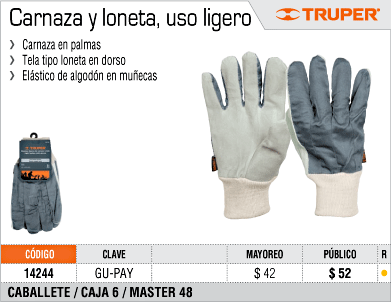 Carnaza y loneta, uso ligero
TRUPER®
Carnaza en palmas
Tela tipo loneta en dorso
Elástico de algodón en muñecas
CÓDIGO CLAVE MAYOREO PÚBLICO R
14244 GU-PAY $ 42 $ 52
CABALLETE / CAJA 6 / MASTER 48